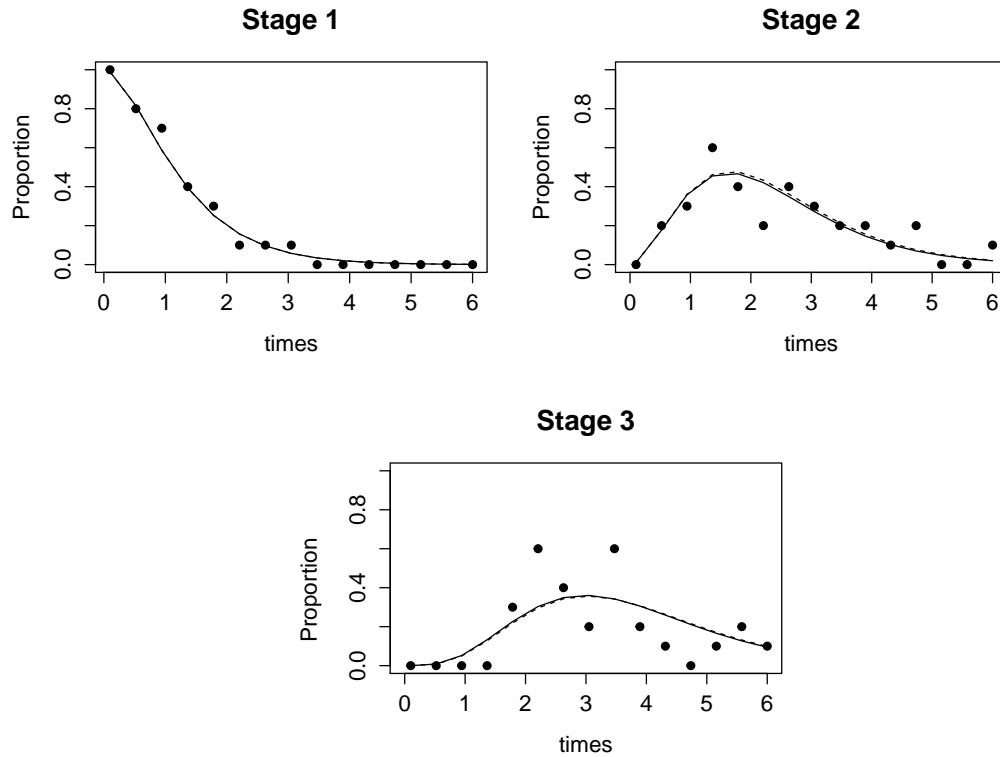 Stage 1
Proportion
0.0 0.4 0.8
0 1 2 3 4 5 6
times
Stage 2
Proportion
0.0 0.4 0.8
0 1 2 3 4 5 6
times
Stage 3
Proportion
0.0 0.4 0.8
0 1 2 3 4 5 6
times